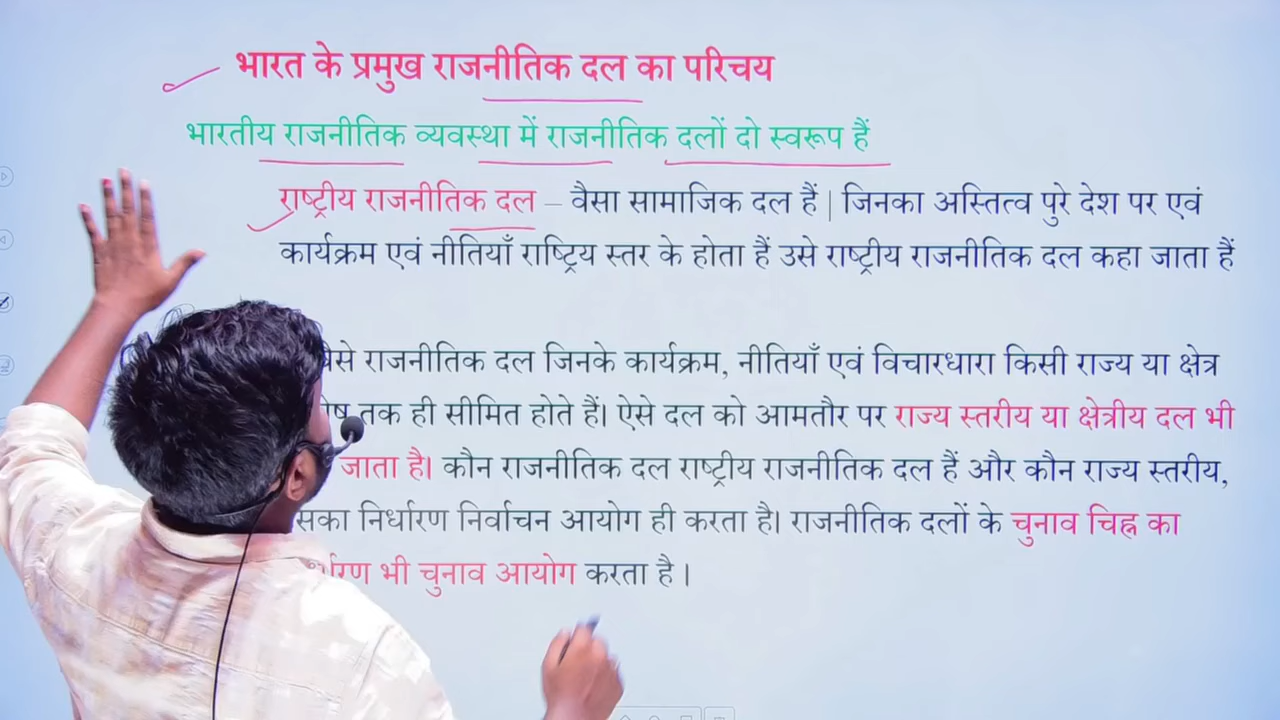 भारत के प्रमुख राजनीतिक दल का परिचय
भारतीय राजनीतिक व्यवस्था में राजनीतिक दलों दो स्वरूप हैं
राष्ट्रीय राजनीतिक दल – वैसा सामाजिक दल हैं | जिनका अस्तित्व पुरे देश पर एवं
कार्यक्रम एवं नीतियाँ राष्ट्रिय स्तर के होता हैं उसे राष्ट्रीय राजनीतिक दल कहा जाता हैं
राजनीतिक दल जिनके कार्यक्रम, नीतियाँ एवं विचारधारा किसी राज्य या क्षेत्र
तक ही सीमित होते हैं। ऐसे दल को आमतौर पर राज्य स्तरीय या क्षेत्रीय दल भी
जाता है। कौन राजनीतिक दल राष्ट्रीय राजनीतिक दल हैं और कौन राज्य स्तरीय,
निर्धारण निर्वाचन आयोग ही करता है। राजनीतिक दलों के चुनाव चिह्न का
भी चुनाव आयोग करता है ।